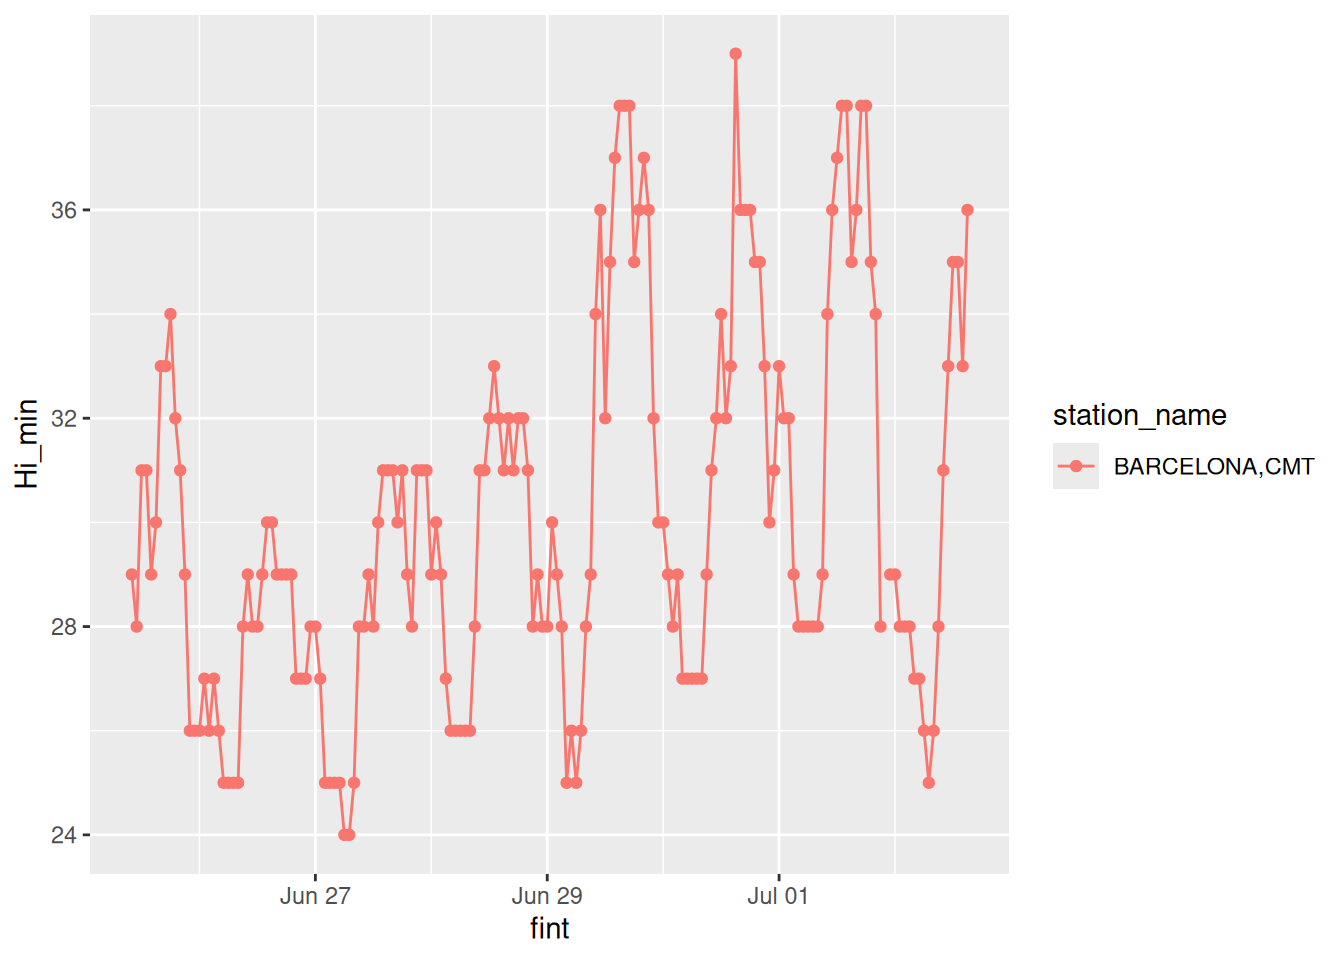 Hi_min
36
32
28
24
Jun 27
Jun 29
Jul 01
fint
station_name
BARCELONA,CMT